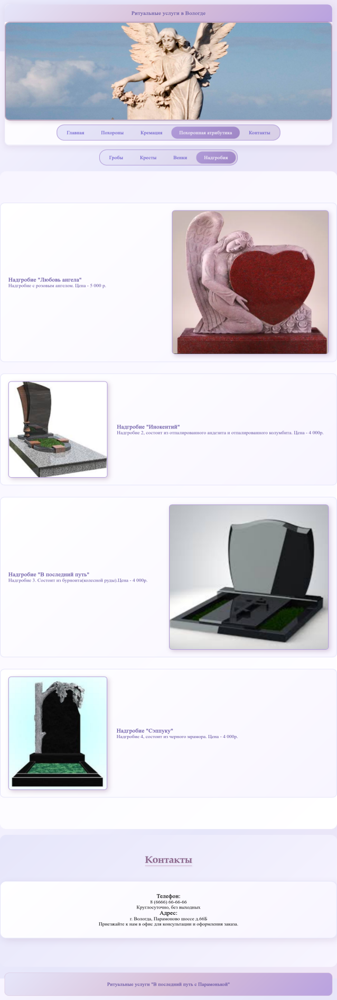 Ритуальные услуги в Вологде
Главная Похороны Кремация Похоронная атрибутика Контакты
Гробы Кресты Венки Надгробия
Надгробие "Любовь ангела"
Надгробие с розовым ангелом. Цена - 5 000 р.
Надгробие "Инокентий"
Надгробие 2, состоит из отпалированного андезита и отпалированного колумбита. Цена - 4 000р.
Надгробие "В последний путь"
Надгробие 3. Состоит из бурноита(колесной руды).Цена - 4 000р.
Надгробие "Сэппуку"
Надгробие 4, состоит из черного мрамора. Цена - 4 000р.
Контакты
Телефон:
8 (6666) 66-66-66
Круглосуточно, без выходных
Адрес:
г. Вологда, Парамоново шоссе д.66Б
Приезжайте к нам в офис для консультации и оформления заказа.
Ритуальные услуги "В последний путь с Парамонькой"